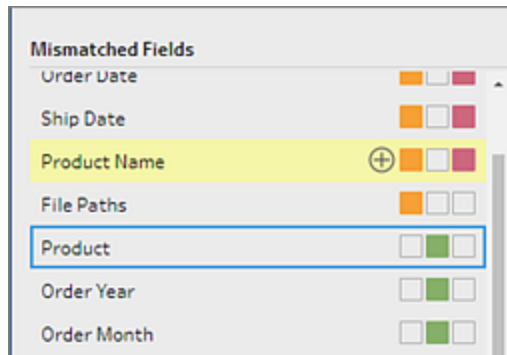 Mismatched Fields
Order Date
Ship Date
Product Name
File Paths
Product
Order Year
Order Month